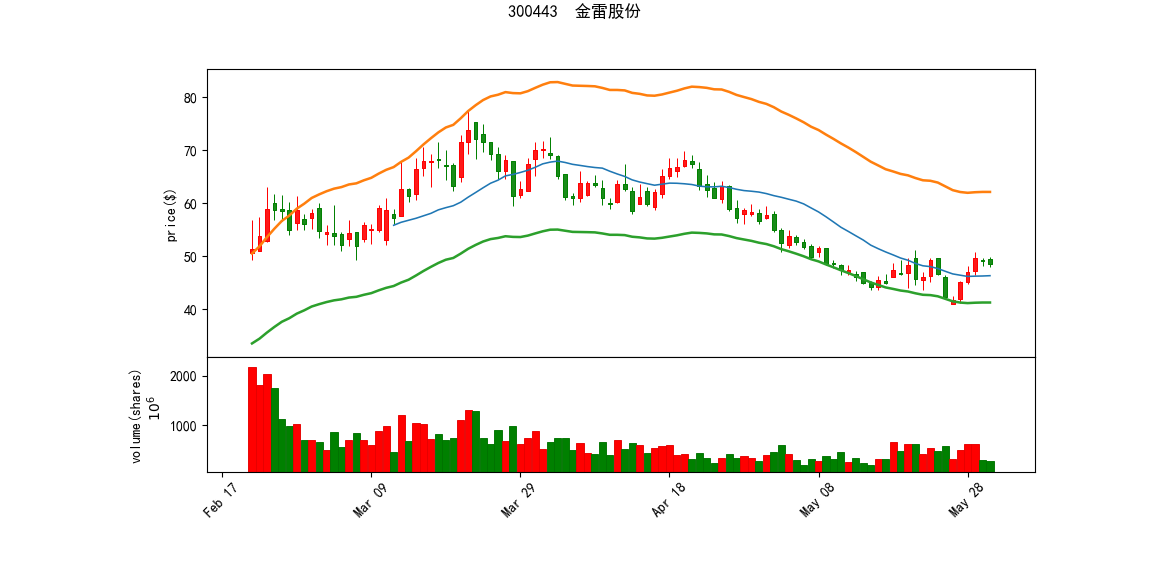 300443 金雷股份
price($)
80
70
60
50
40
volume(shares)
10^6
2000
1000
Feb 17
Mar 09
Mar 29
Apr 18
May 08
May 28